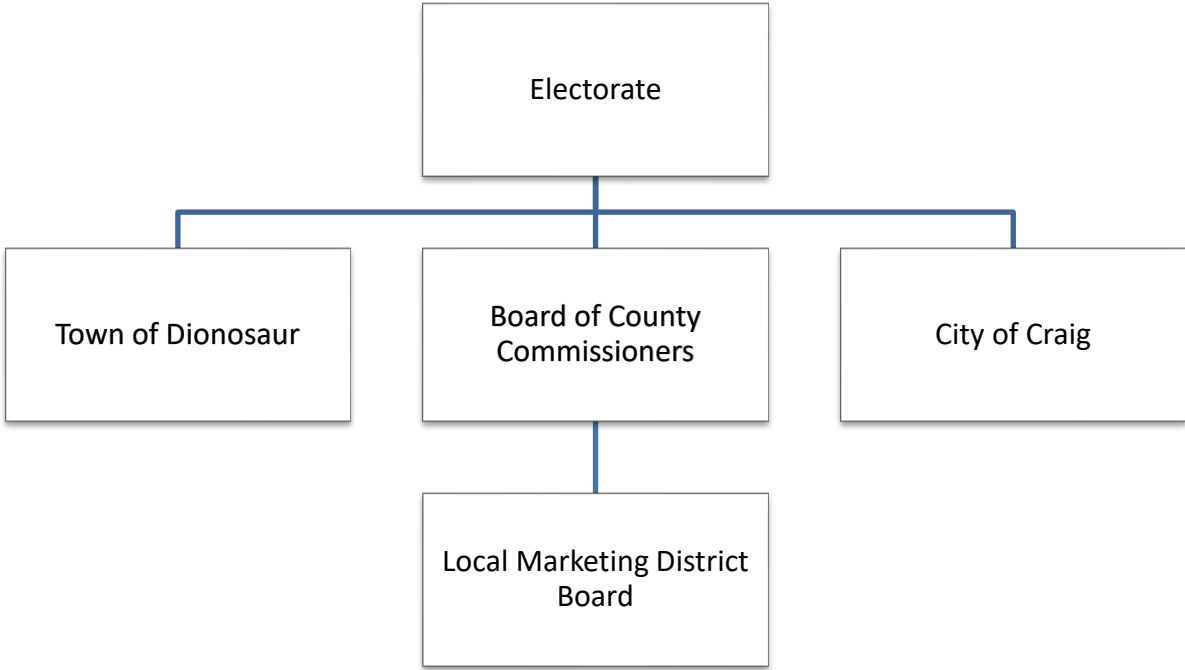 Electorate
Town of Dionosaur
Board of County
Commissioners
City of Craig
Local Marketing District
Board